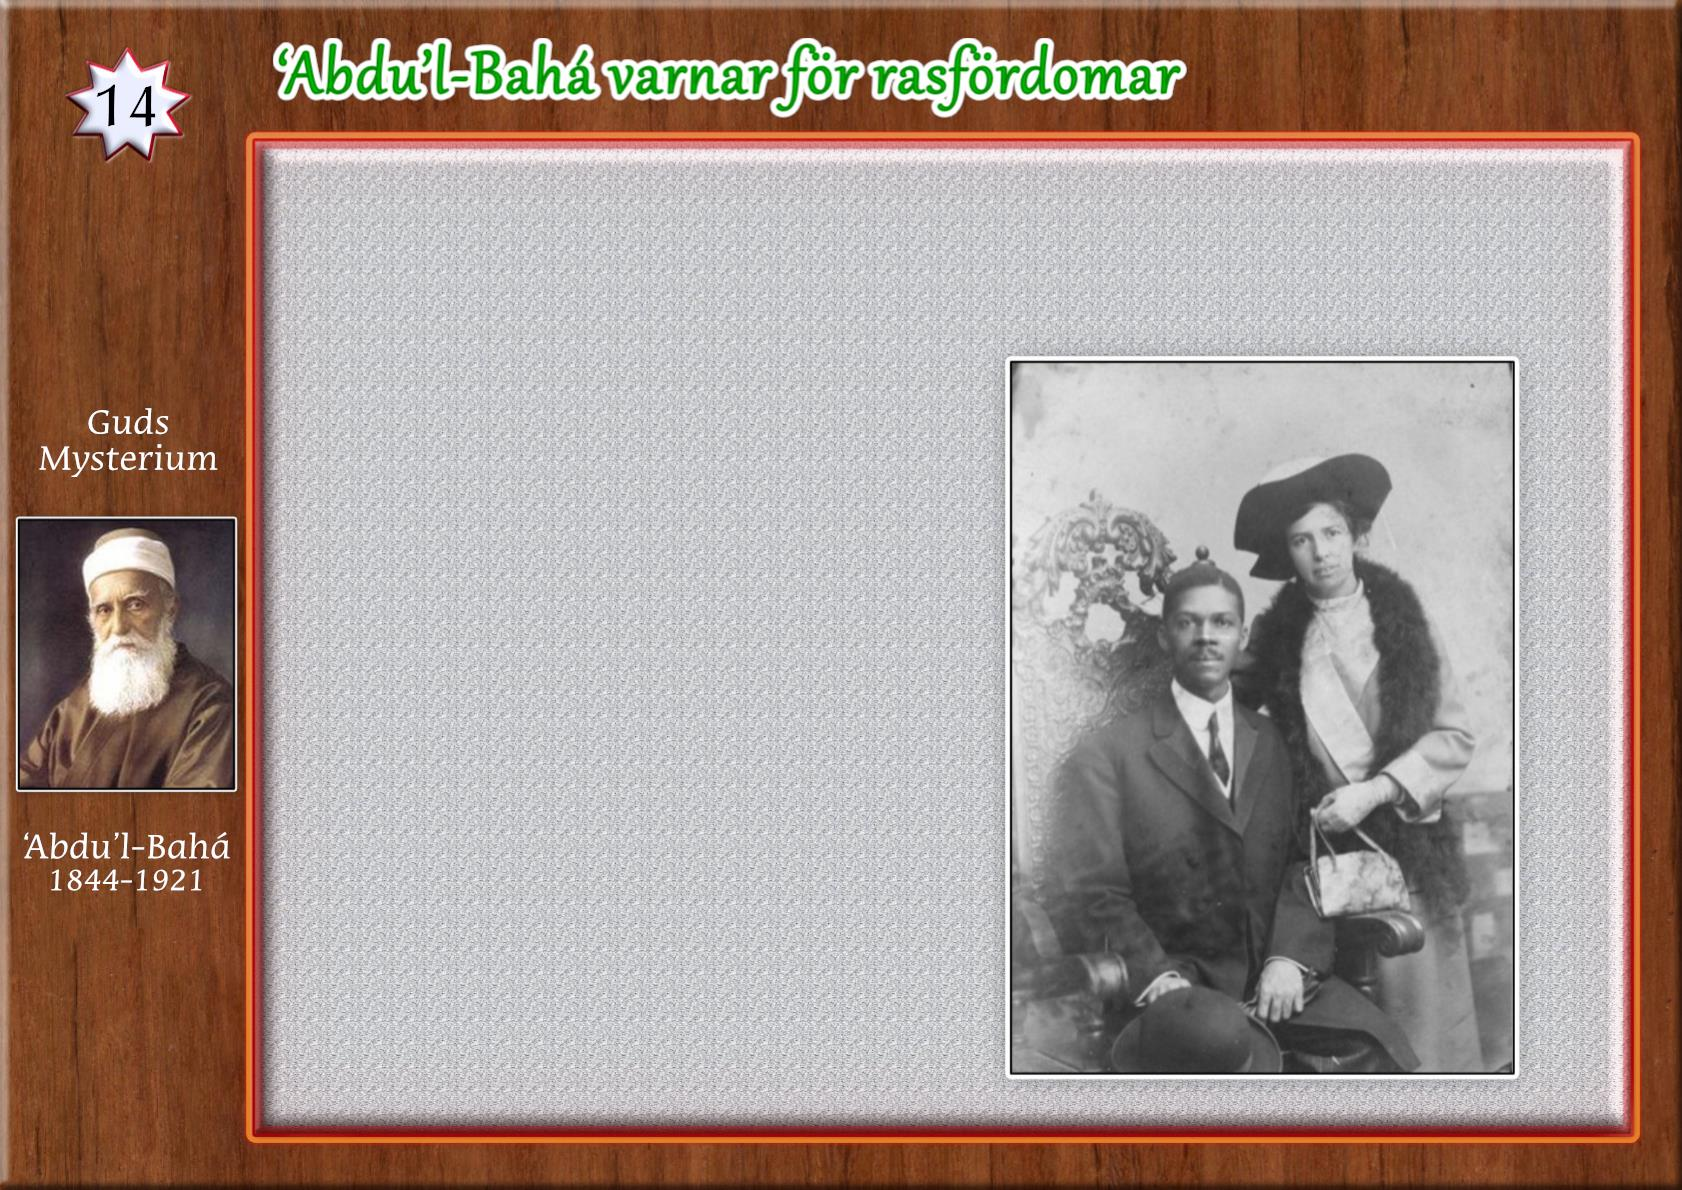 14
‘Abdu’l-Bahá varnar för rasfördomar
Guds
Mysterium
‘Abdu’l-Bahá
1844-1921